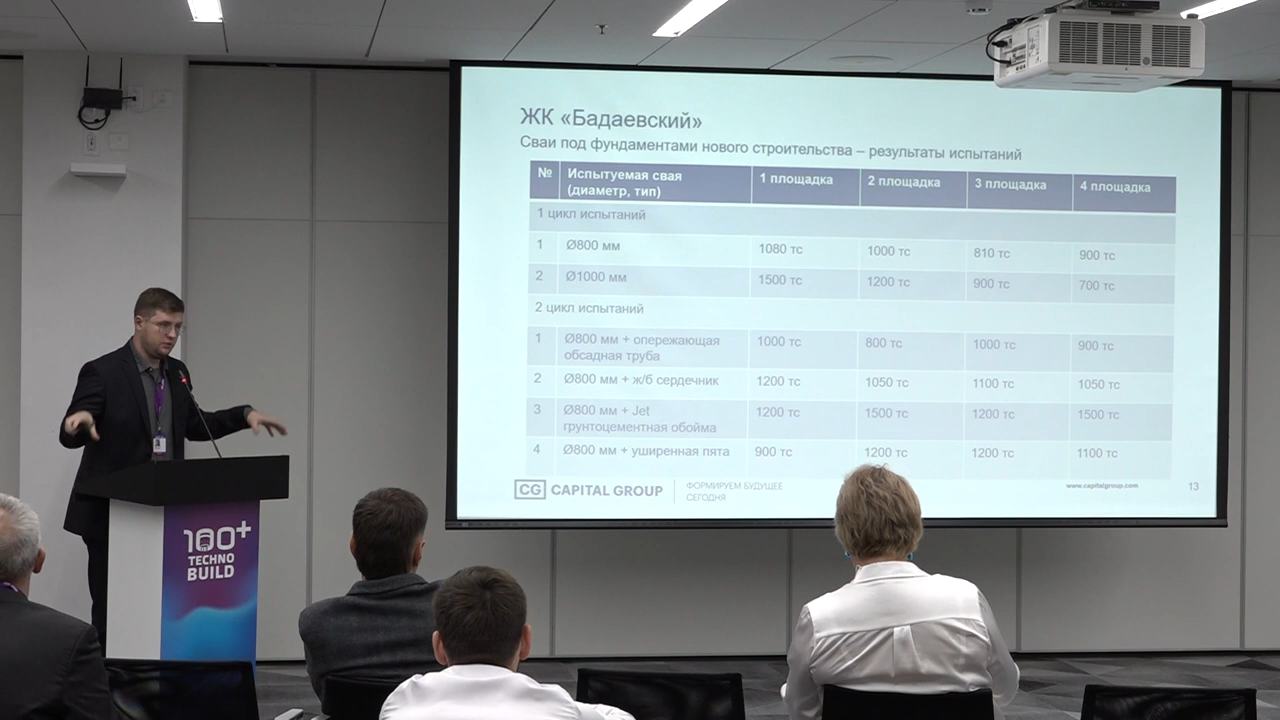 ЖК «Бадаевский»
Сваи под фундаментами нового строительства – результаты испытаний
№ Испытуемая свая (диаметр, тип) 1 площадка 2 площадка 3 площадка 4 площадка
1 цикл испытаний
1 Ø800 мм 1080 тс 1000 тс 810 тс 900 тс
2 Ø1000 мм 1500 тс 1200 тс 900 тс 700 тс
2 цикл испытаний
1 Ø800 мм + опережающая обсадная труба 1000 тс 800 тс 1000 тс 900 тс
2 Ø800 мм + ж/б сердечник 1200 тс 1050 тс 1100 тс 1050 тс
3 Ø800 мм + Jet грунтоцементная обойма 1200 тс 1500 тс 1200 тс 1500 тс
4 Ø800 мм + уширенная пята 900 тс 1200 тс 1200 тс 1100 тс
CG CAPITAL GROUP
ФОРМИРУЕМ БУДУЩЕЕ
СЕГОДНЯ
www.capitalgroup.com
13
100+
TECHNO
BUILD